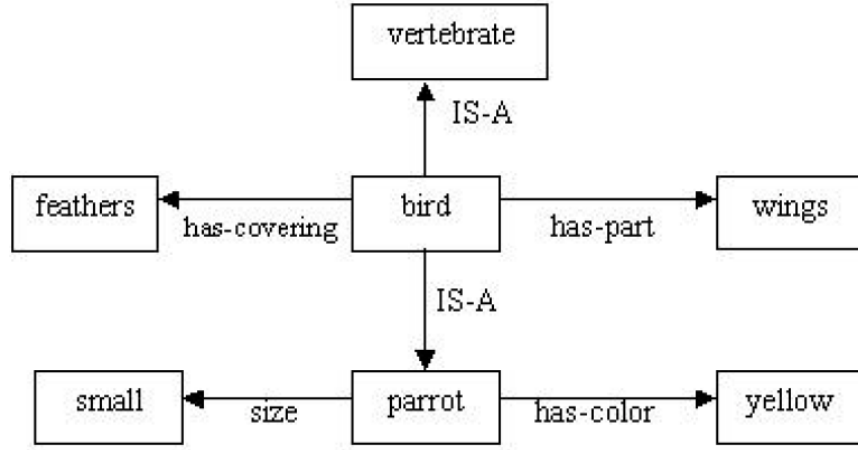 vertebrate
IS-A
feathers
has-covering
bird
has-part
wings
IS-A
small
size
parrot
has-color
yellow